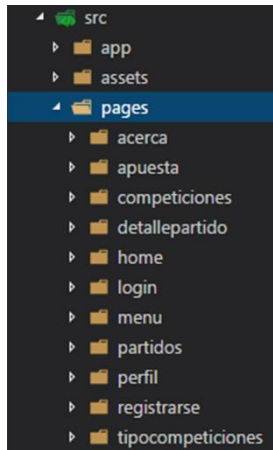 src
app
assets
pages
acerca
apuesta
competiciones
detallepartido
home
login
menu
partidos
perfil
registrarse
tipocompeticiones